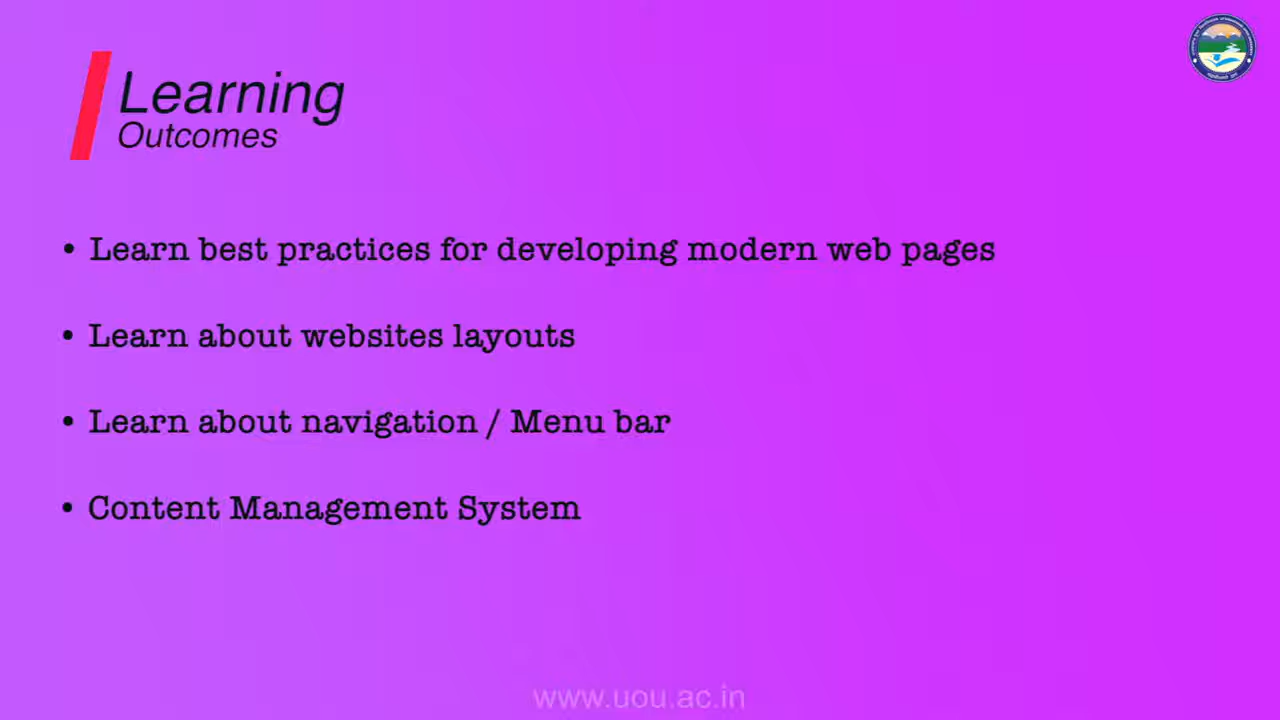 Learning
Outcomes
• Learn best practices for developing modern web pages
• Learn about websites layouts
• Learn about navigation / Menu bar
• Content Management System
www.uou.ac.in